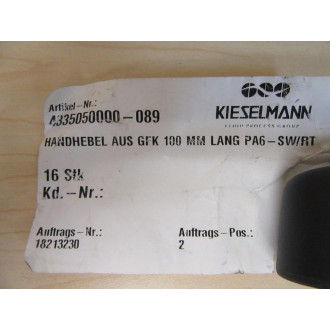 Artikel-Nr.:
4335050000-089
KIESELMANN
FLUID PROCESS GROUP
HANDHEBEL AUS GFK 100 MM LANG PA6-SW/RT
16 Stk
Kd.-Nr.:
Auftrags-Nr.:
18213230
Auftrags-Pos.:
2